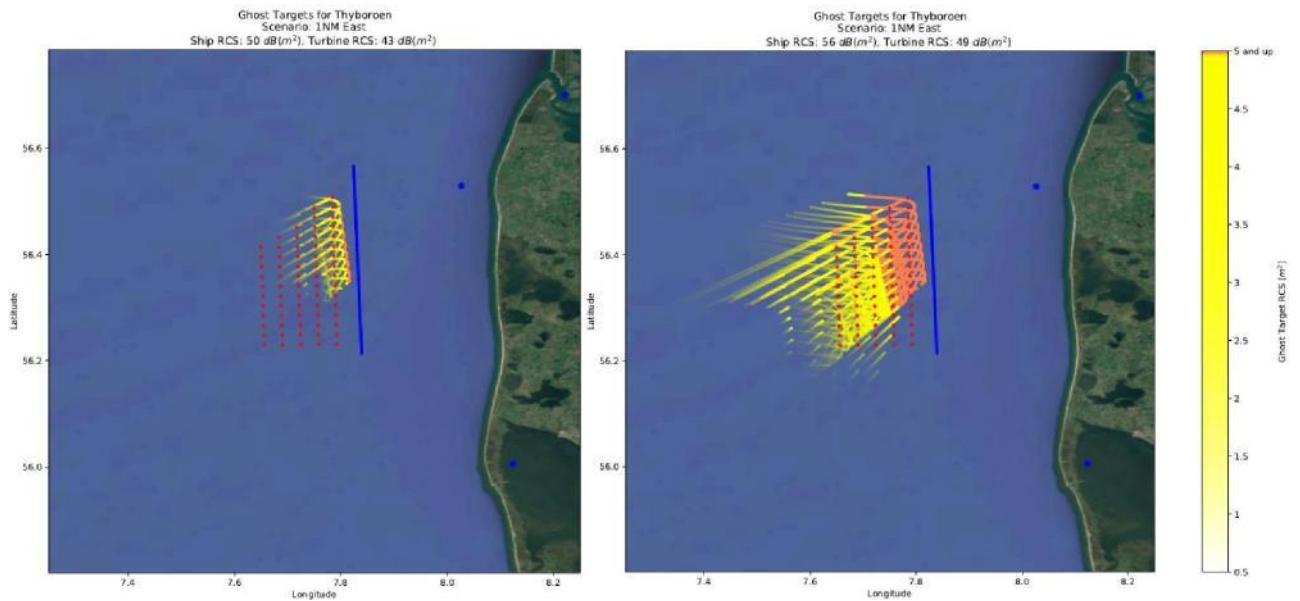 Ghost Targets for Thyboroen
Scenario: 1NM East
Ship RCS: 50 dB(m²), Turbine RCS: 43 dB(m²)
56.6
56.4
56.2
56.0
Latitude
7.4
7.6
7.8
8.0
8.2
Longitude
Ghost Targets for Thyboroen
Scenario: 1NM East
Ship RCS: 56 dB(m²), Turbine RCS: 49 dB(m²)
56.6
56.4
56.2
56.0
Latitude
7.4
7.6
7.8
8.0
8.2
Longitude
5 and up
4.5
4
3.5
3
2.5
2
1.5
1
0.5
Ghost Target RCS [m²]